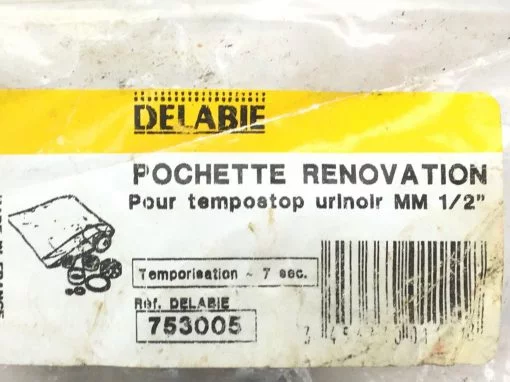 DELABIE
POCHETTE RENOVATION
Pour tempostop urinoir MM 1/2"
Temporisation ~ 7 sec.
Réf. DELABIE
753005